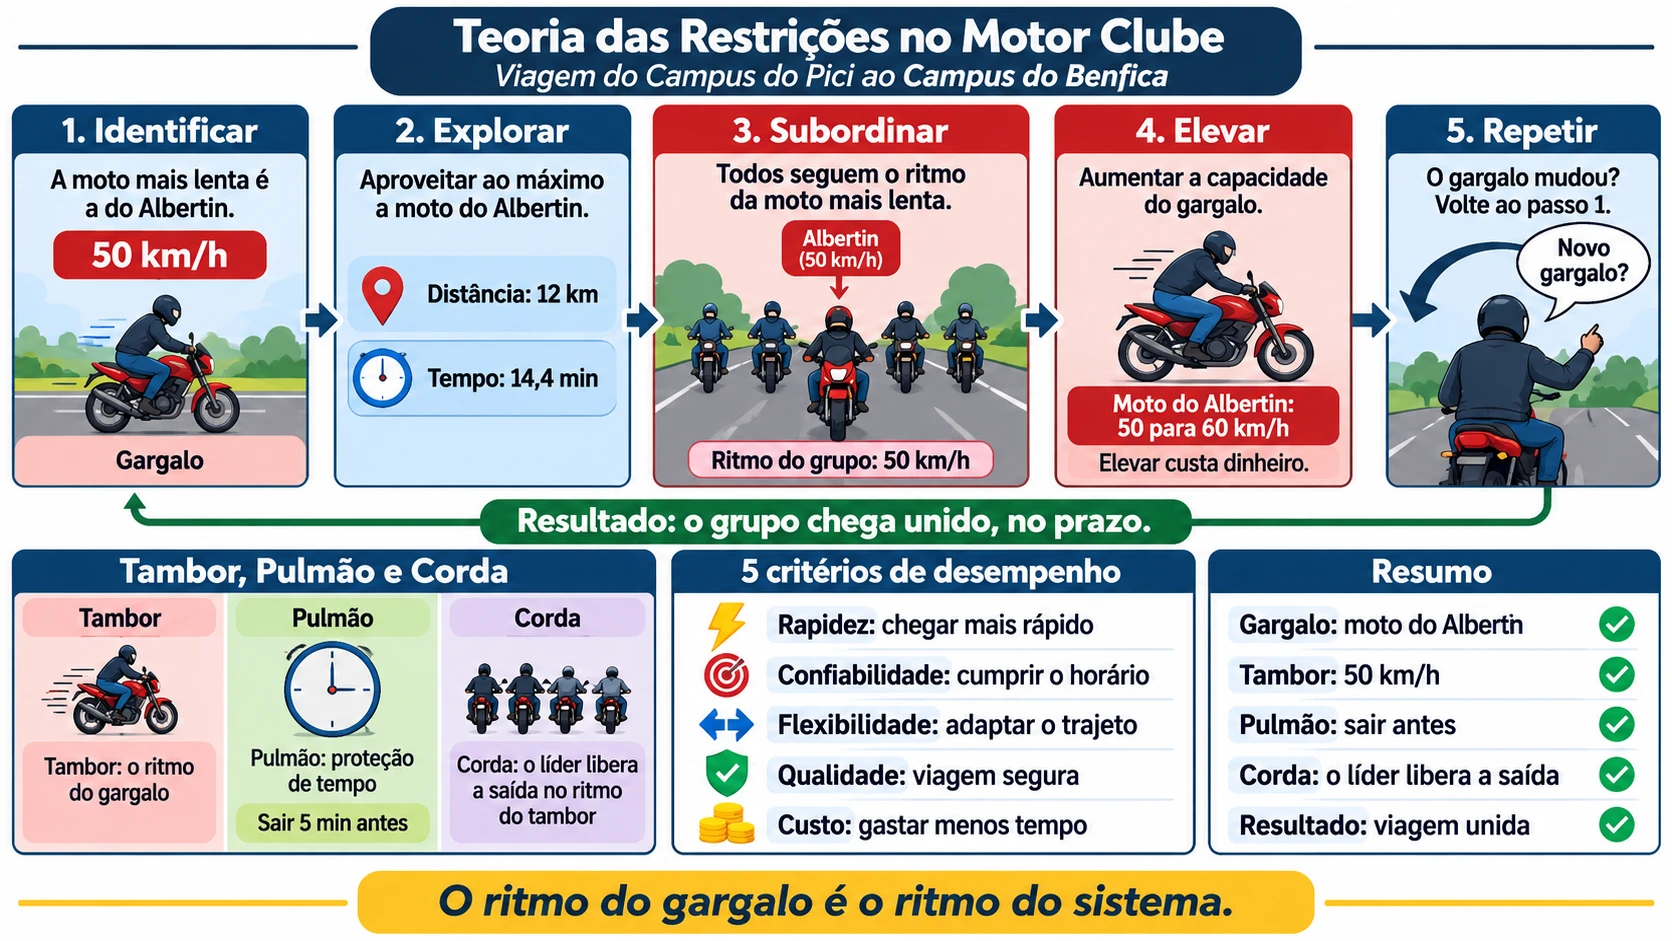 Teoria das Restrições no Motor Clube
Viagem do Campus do Pici ao Campus do Benfica
1. Identificar
A moto mais lenta é
a do Albertin.
50 km/h
Gargalo
2. Explorar
Aproveitar ao máximo
a moto do Albertin.
Distância: 12 km
Tempo: 14,4 min
3. Subordinar
Todos seguem o ritmo
da moto mais lenta.
Albertin
(50 km/h)
Ritmo do grupo: 50 km/h
4. Elevar
Aumentar a capacidade
do gargalo.
Moto do Albertin:
50 para 60 km/h
Elevar custa dinheiro.
5. Repetir
O gargalo mudou?
Volte ao passo 1.
Novo
gargalo?
Resultado: o grupo chega unido, no prazo.
Tambor, Pulmão e Corda
Tambor
Tambor: o ritmo
do gargalo
Pulmão
Pulmão: proteção
de tempo
Sair 5 min antes
Corda
Corda: o líder libera
a saída no ritmo
do tambor
5 critérios de desempenho
Rapidez: chegar mais rápido
Confiabilidade: cumprir o horário
Flexibilidade: adaptar o trajeto
Qualidade: viagem segura
Custo: gastar menos tempo
Resumo
Gargalo: moto do Albertn
Tambor: 50 km/h
Pulmão: sair antes
Corda: o líder libera a saída
Resultado: viagem unida
O ritmo do gargalo é o ritmo do sistema.